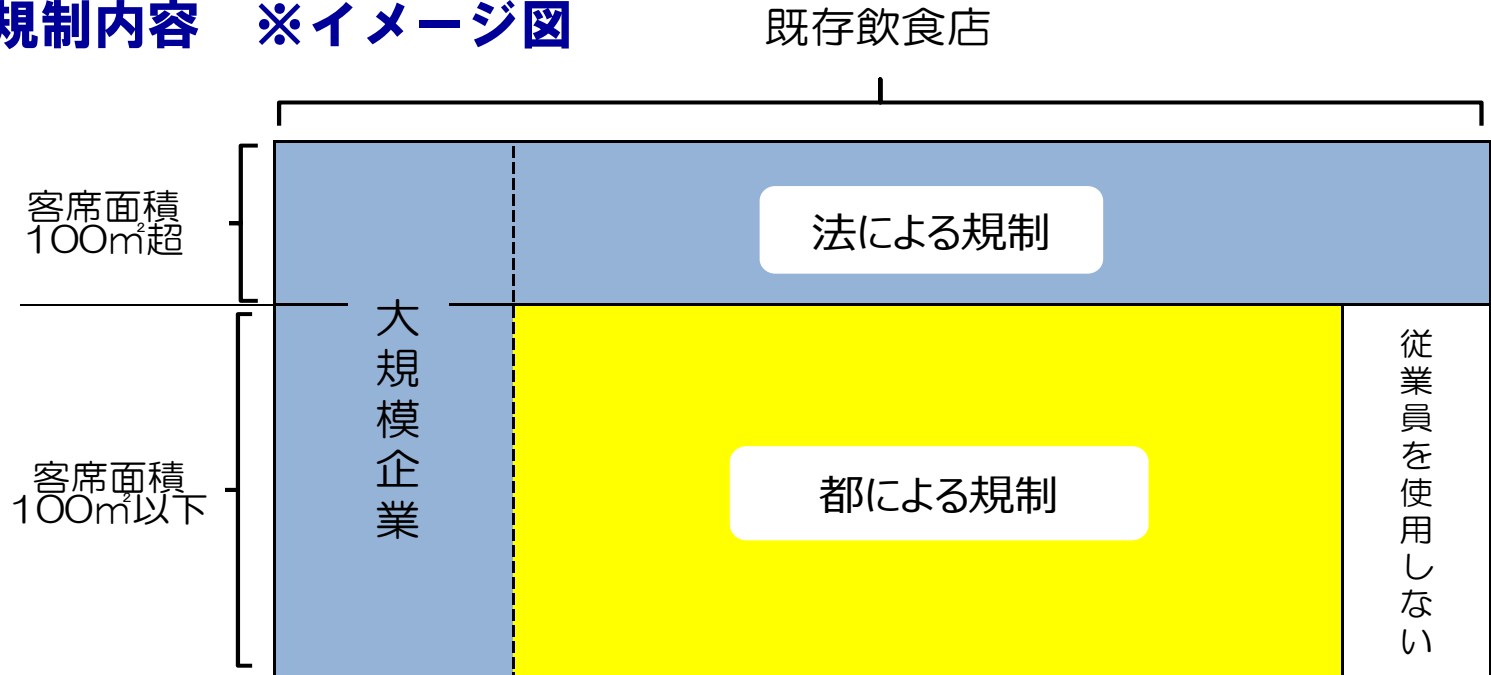 規制内容　※イメージ図
既存飲食店
客席面積
100㎡超
法による規制
大規模企業
客席面積
100㎡以下
都による規制
従業員を使用しない